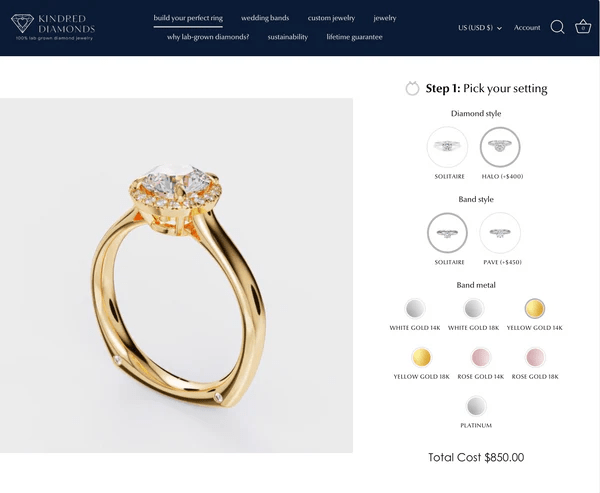 KINDRED
DIAMONDS
100% lab-grown diamond jewelry
build your perfect ring
wedding bands
custom jewelry
jewelry
why lab-grown diamonds?
sustainability
lifetime guarantee
US (USD $)
Account
0
Step 1: Pick your setting
Diamond style
SOLITAIRE
HALO (+$400)
Band style
SOLITAIRE
PAVE (+$450)
Band metal
WHITE GOLD 14K
WHITE GOLD 18K
YELLOW GOLD 14K
YELLOW GOLD 18K
ROSE GOLD 14K
ROSE GOLD 18K
PLATINUM
Total Cost $850.00